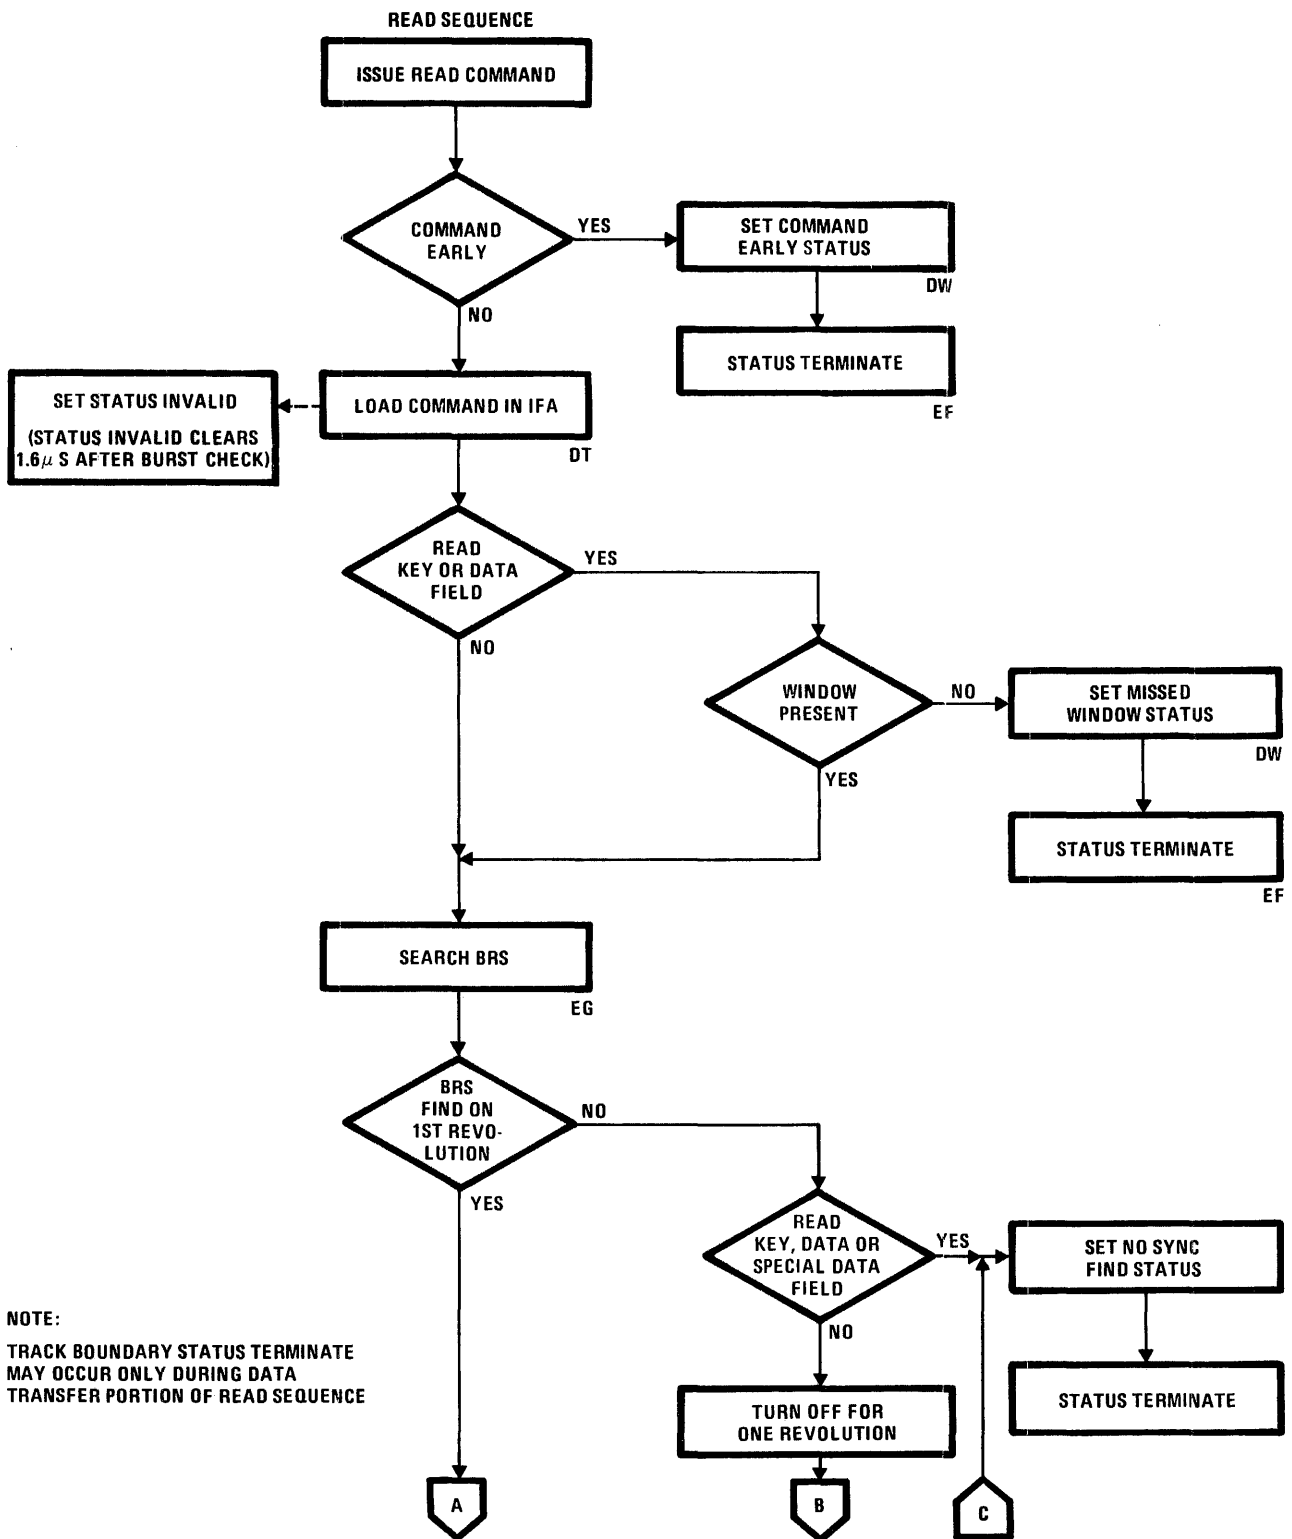 READ SEQUENCE
ISSUE READ COMMAND
COMMAND
EARLY
YES
NO
SET COMMAND
EARLY STATUS
DW
STATUS TERMINATE
EF
SET STATUS INVALID
(STATUS INVALID CLEARS
1.6μ S AFTER BURST CHECK)
LOAD COMMAND IN IFA
DT
READ
KEY OR DATA
FIELD
YES
NO
WINDOW
PRESENT
NO
YES
SET MISSED
WINDOW STATUS
DW
STATUS TERMINATE
EF
SEARCH BRS
EG
BRS
FIND ON
1ST REVO-
LUTION
NO
YES
READ
KEY, DATA OR
SPECIAL DATA
FIELD
YES
NO
SET NO SYNC
FIND STATUS
STATUS TERMINATE
TURN OFF FOR
ONE REVOLUTION
NOTE:
TRACK BOUNDARY STATUS TERMINATE
MAY OCCUR ONLY DURING DATA
TRANSFER PORTION OF READ SEQUENCE
A
B
C